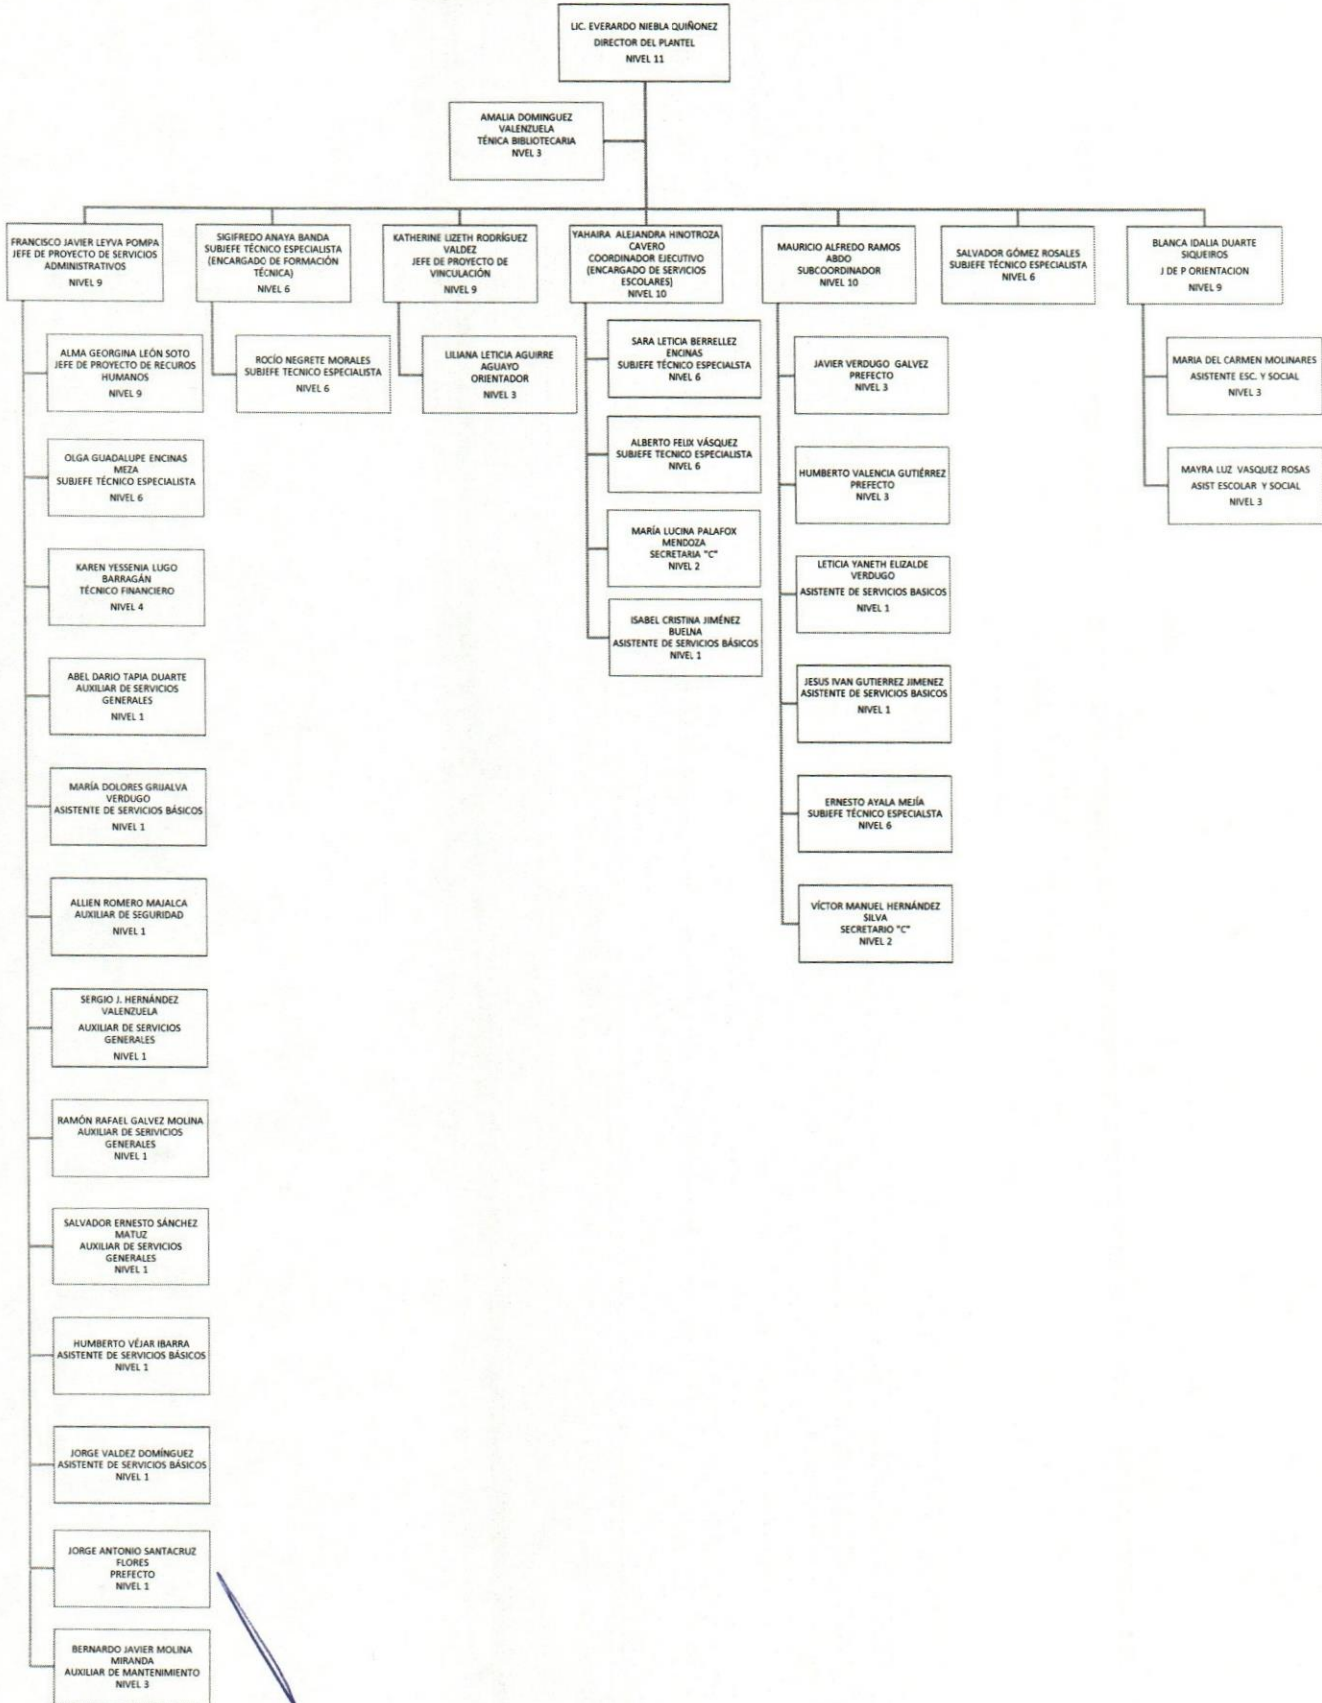 LIC. EVERARDO NIEBLA QUIÑONEZ
DIRECTOR DEL PLANTEL
NIVEL 11
AMALIA DOMINGUEZ
VALENZUELA
TÉNICA BIBLIOTECARIA
NVEL 3
FRANCISCO JAVIER LEYVA POMPA
JEFE DE PROYECTO DE SERVICIOS
ADMINISTRATIVOS
NIVEL 9
SIGIFREDO ANAYA BANDA
SUBJEFE TÉCNICO ESPECIALISTA
(ENCARGADO DE FORMACIÓN
TÉCNICA)
NIVEL 6
KATHERINE LIZETH RODRÍGUEZ
VALDEZ
JEFE DE PROYECTO DE
VINCULACIÓN
NIVEL 9
YAHAIRA ALEJANDRA HINOTROZA
CAVERO
COORDINADOR EJECUTIVO
(ENCARGADO DE SERVICIOS
ESCOLARES)
NIVEL 10
MAURICIO ALFREDO RAMOS
ABDO
SUBCOORDINADOR
NIVEL 10
SALVADOR GÓMEZ ROSALES
SUBJEFE TÉCNICO ESPECIALISTA
NIVEL 6
BLANCA IDALIA DUARTE
SIQUEIROS
J DE P ORIENTACION
NIVEL 9
ALMA GEORGINA LEÓN SOTO
JEFE DE PROYECTO DE RECUROS
HUMANOS
NIVEL 9
OLGA GUADALUPE ENCINAS
MEZA
SUBJEFE TÉCNICO ESPECIALISTA
NIVEL 6
KAREN YESSENIA LUGO
BARRAGÁN
TÉCNICO FINANCIERO
NIVEL 4
ABEL DARIO TAPIA DUARTE
AUXILIAR DE SERVICIOS
GENERALES
NIVEL 1
MARÍA DOLORES GRIJALVA
VERDUGO
ASISTENTE DE SERVICIOS BÁSICOS
NIVEL 1
ALLIEN ROMERO MAJALCA
AUXILIAR DE SEGURIDAD
NIVEL 1
SERGIO J. HERNÁNDEZ
VALENZUELA
AUXILIAR DE SERVICIOS
GENERALES
NIVEL 1
RAMÓN RAFAEL GALVEZ MOLINA
AUXILIAR DE SERIVICIOS
GENERALES
NIVEL 1
SALVADOR ERNESTO SÁNCHEZ
MATUZ
AUXILIAR DE SERVICIOS
GENERALES
NIVEL 1
HUMBERTO VÉJAR IBARRA
ASISTENTE DE SERVICIOS BÁSICOS
NIVEL 1
JORGE VALDEZ DOMÍNGUEZ
ASISTENTE DE SERVICIOS BÁSICOS
NIVEL 1
JORGE ANTONIO SANTACRUZ
FLORES
PREFECTO
NIVEL 1
BERNARDO JAVIER MOLINA
MIRANDA
AUXILIAR DE MANTENIMIENTO
NIVEL 3
ROCÍO NEGRETE MORALES
SUBJEFE TECNICO ESPECIALISTA
NIVEL 6
LILIANA LETICIA AGUIRRE
AGUAYO
ORIENTADOR
NIVEL 3
SARA LETICIA BERRELLEZ
ENCINAS
SUBJEFE TÉCNICO ESPECIALSTA
NIVEL 6
ALBERTO FELIX VÁSQUEZ
SUBJEFE TECNICO ESPECIALISTA
NIVEL 6
MARÍA LUCINA PALAFOX
MENDOZA
SECRETARIA "C"
NIVEL 2
ISABEL CRISTINA JIMÉNEZ
BUELNA
ASISTENTE DE SERVICIOS BÁSICOS
NIVEL 1
JAVIER VERDUGO GALVEZ
PREFECTO
NIVEL 3
HUMBERTO VALENCIA GUTIÉRREZ
PREFECTO
NIVEL 3
LETICIA YANETH ELIZALDE
VERDUGO
ASISTENTE DE SERVICIOS BASICOS
NIVEL 1
JESUS IVAN GUTIERREZ JIMENEZ
ASISTENTE DE SERVICIOS BASICOS
NIVEL 1
ERNESTO AYALA MEJÍA
SUBJEFE TÉCNICO ESPECIALSTA
NIVEL 6
VÍCTOR MANUEL HERNÁNDEZ
SILVA
SECRETARIO "C"
NIVEL 2
MARIA DEL CARMEN MOLINARES
ASISTENTE ESC. Y SOCIAL
NIVEL 3
MAYRA LUZ VASQUEZ ROSAS
ASIST ESCOLAR Y SOCIAL
NIVEL 3